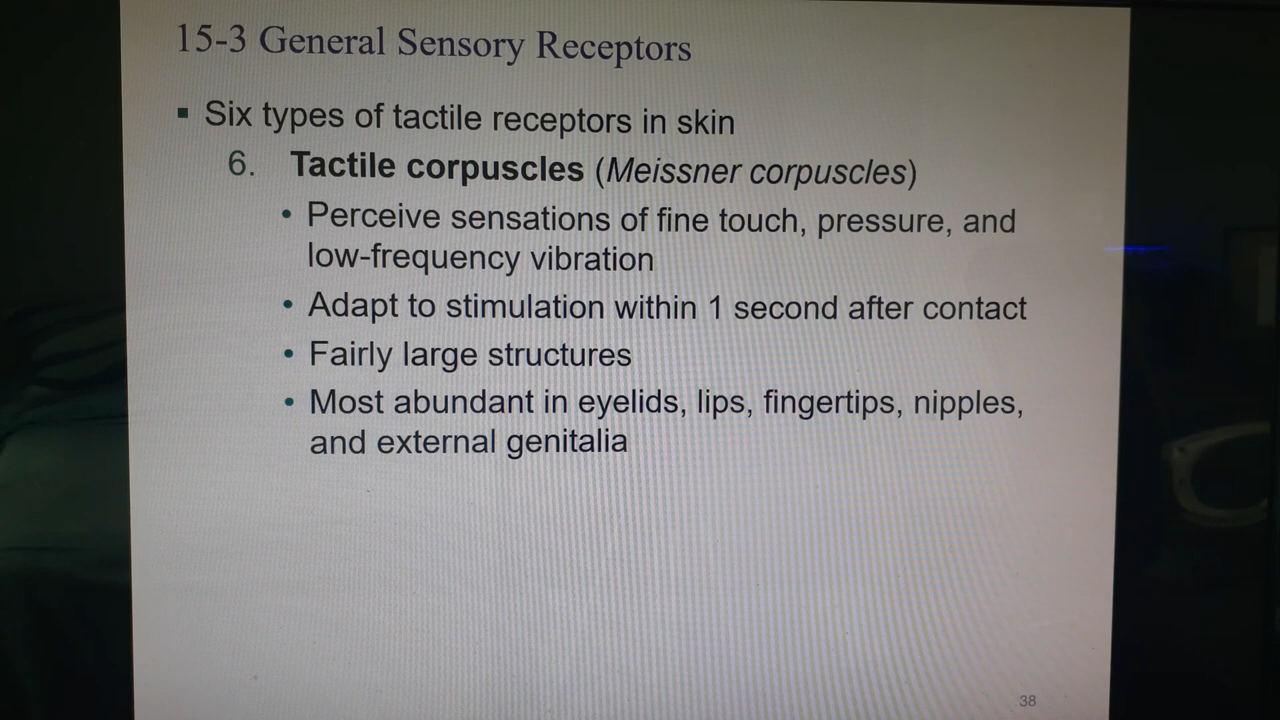 15-3 General Sensory Receptors
▪ Six types of tactile receptors in skin
6. Tactile corpuscles (Meissner corpuscles)
• Perceive sensations of fine touch, pressure, and
low-frequency vibration
• Adapt to stimulation within 1 second after contact
• Fairly large structures
• Most abundant in eyelids, lips, fingertips, nipples,
and external genitalia
38